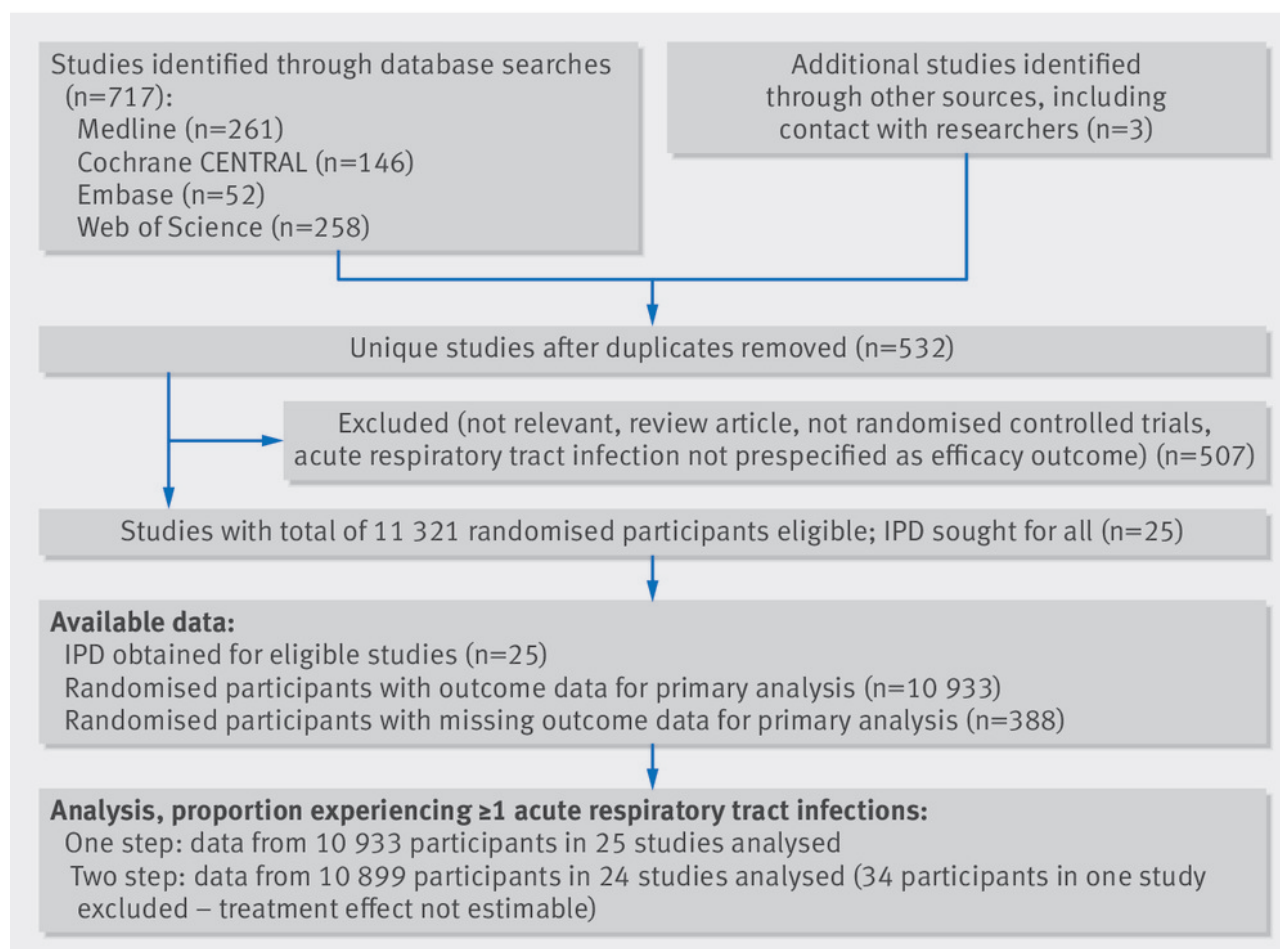 Studies identified through database searches
(n=717):
Medline (n=261)
Cochrane CENTRAL (n=146)
Embase (n=52)
Web of Science (n=258)
Additional studies identified
through other sources, including
contact with researchers (n=3)
Unique studies after duplicates removed (n=532)
Excluded (not relevant, review article, not randomised controlled trials,
acute respiratory tract infection not prespecified as efficacy outcome) (n=507)
Studies with total of 11 321 randomised participants eligible; IPD sought for all (n=25)
Available data:
IPD obtained for eligible studies (n=25)
Randomised participants with outcome data for primary analysis (n=10 933)
Randomised participants with missing outcome data for primary analysis (n=388)
Analysis, proportion experiencing ≥1 acute respiratory tract infections:
One step: data from 10 933 participants in 25 studies analysed
Two step: data from 10 899 participants in 24 studies analysed (34 participants in one study
excluded – treatment effect not estimable)